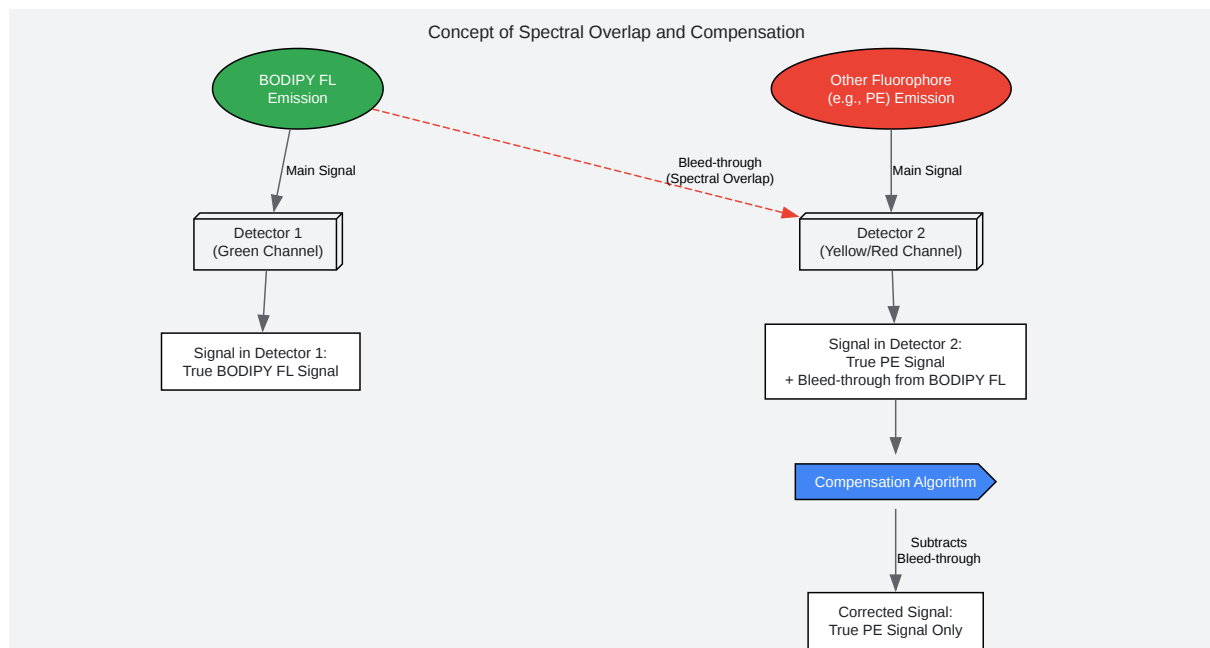 Concept of Spectral Overlap and Compensation
BODIPY FL
Emission
Other Fluorophore
(e.g., PE) Emission
Main Signal
Bleed-through
(Spectral Overlap)
Main Signal
Detector 1
(Green Channel)
Detector 2
(Yellow/Red Channel)
Signal in Detector 1:
True BODIPY FL Signal
Signal in Detector 2:
True PE Signal
+ Bleed-through from BODIPY FL
Compensation Algorithm
Subtracts
Bleed-through
Corrected Signal:
True PE Signal Only